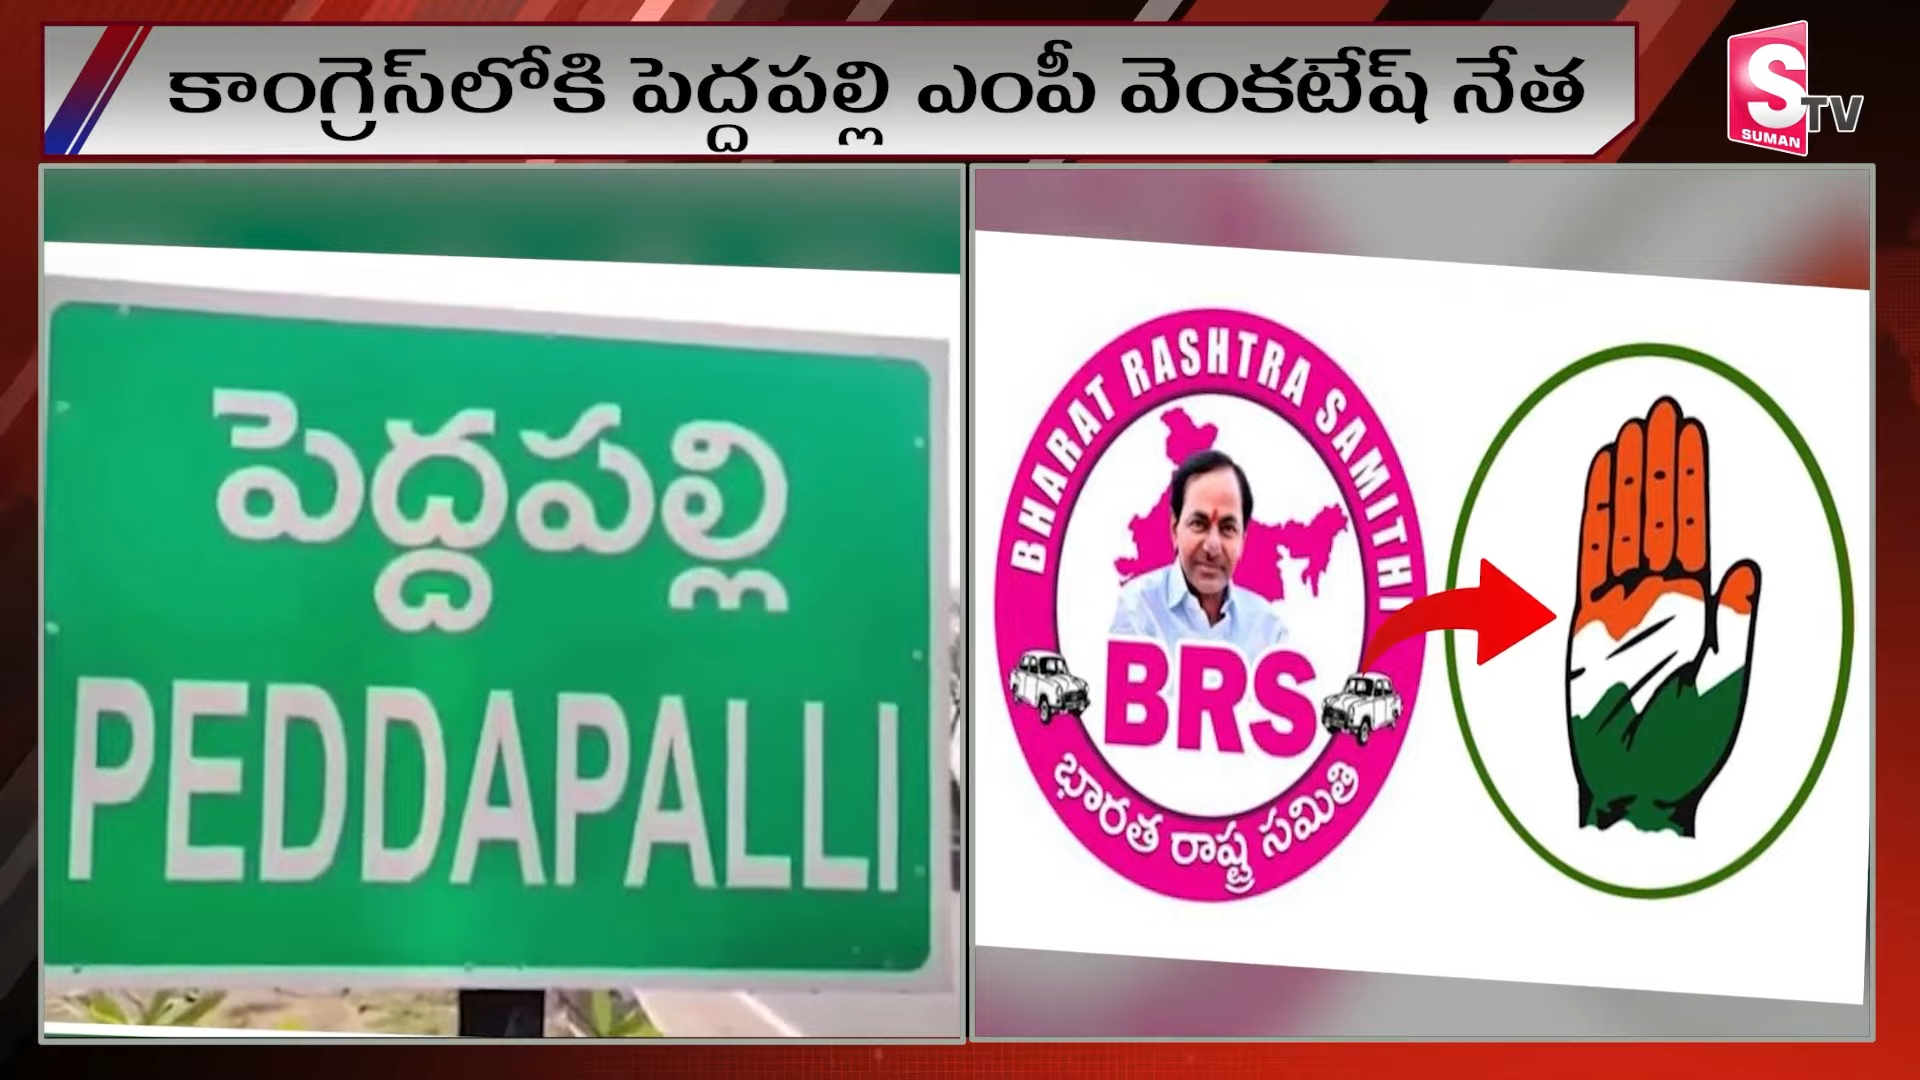 కాంగ్రెస్‌లోకి పెద్దపల్లి ఎంపీ వెంకటేష్ నేత
S TV
SUMAN
పెద్దపల్లి
PEDDAPALLI
BHARAT RASHTRA SAMITHI
BRS
భారత రాష్ట్ర సమితి